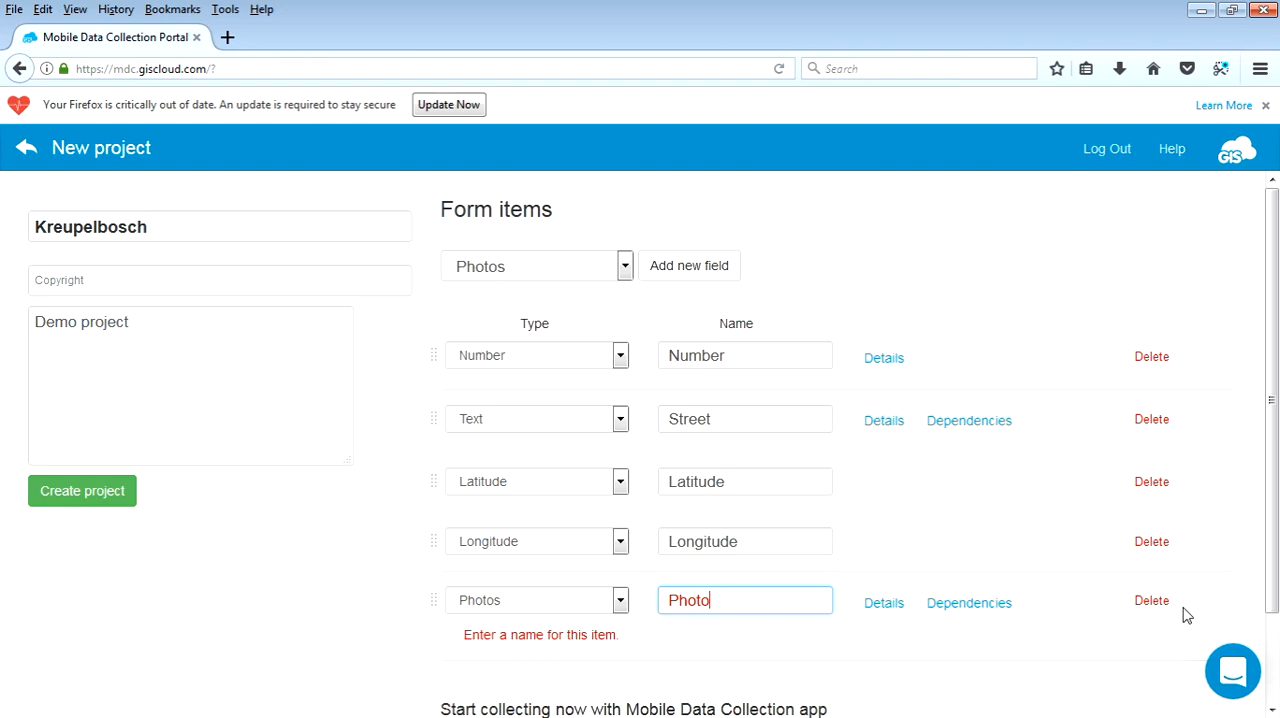 File Edit View History Bookmarks Tools Help
Mobile Data Collection Portal
https://mdc.giscloud.com/?
Search
Your Firefox is critically out of date. An update is required to stay secure
Update Now
Learn More
New project
Log Out
Help
GIS
Kreupelbosch
Copyright
Demo project
Create project
Form items
Photos
Add new field
Type
Name
Number
Number
Details
Delete
Text
Street
Details
Dependencies
Delete
Latitude
Latitude
Delete
Longitude
Longitude
Delete
Photos
Photo
Details
Dependencies
Delete
Enter a name for this item.
Start collecting now with Mobile Data Collection app